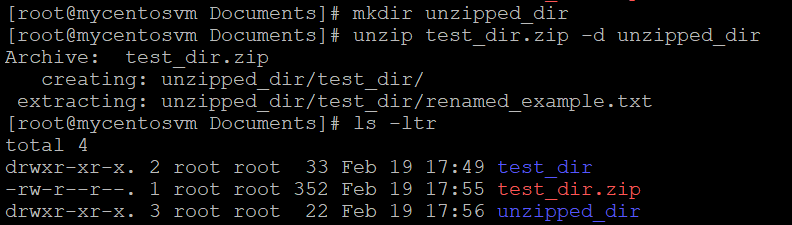 [root@mycentosvm Documents]# mkdir unzipped_dir
[root@mycentosvm Documents]# unzip test_dir.zip -d unzipped_dir
Archive:  test_dir.zip
   creating: unzipped_dir/test_dir/
 extracting: unzipped_dir/test_dir/renamed_example.txt
[root@mycentosvm Documents]# ls -ltr
total 4
drwxr-xr-x. 2 root root  33 Feb 19 17:49 test_dir
-rw-r--r--. 1 root root 352 Feb 19 17:55 test_dir.zip
drwxr-xr-x. 3 root root  22 Feb 19 17:56 unzipped_dir